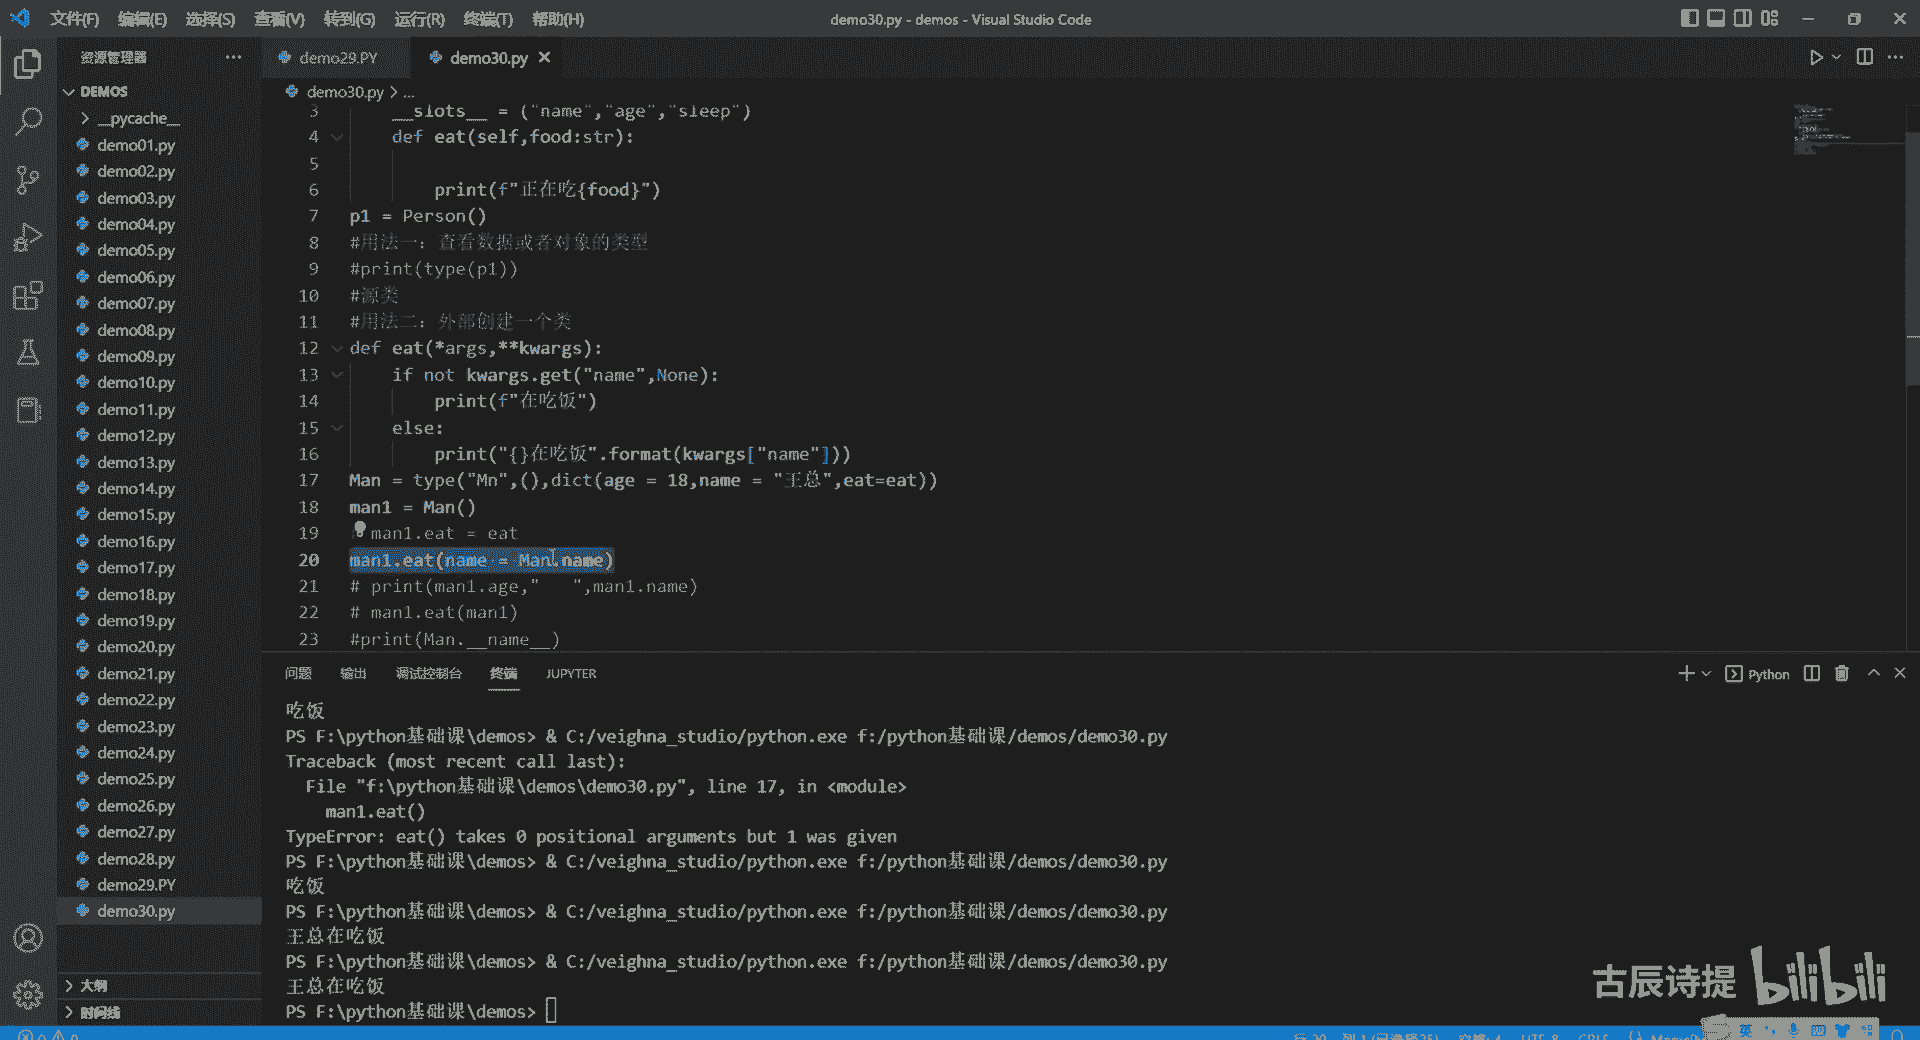 文件(F) 编辑(E) 选择(S) 查看(V) 转到(G) 运行(R) 终端(T) 帮助(H) demo30.py - demos - Visual Studio Code
资源管理器 ··· demo29.PY demo30.py
DEMOS
demo30.py > ...
__pycache__
demo01.py
demo02.py
demo03.py
demo04.py
demo05.py
demo06.py
demo07.py
demo08.py
demo09.py
demo10.py
demo11.py
demo12.py
demo13.py
demo14.py
demo15.py
demo16.py
demo17.py
demo18.py
demo19.py
demo20.py
demo21.py
demo22.py
demo23.py
demo24.py
demo25.py
demo26.py
demo27.py
demo28.py
demo29.PY
demo30.py
大纲
时间线
3 __slots__ = ("name","age","sleep")
4 def eat(self,food:str):
5
6 print(f"正在吃{food}")
7 p1 = Person()
8 #用法一: 查看数据或者对象的类型
9 #print(type(p1))
10 #源类
11 #用法二: 外部创建一个类
12 def eat(*args,**kwargs):
13 if not kwargs.get("name",None):
14 print(f"在吃饭")
15 else:
16 print("{}在吃饭".format(kwargs["name"]))
17 Man = type("Mn",(),dict(age = 18,name = "王总",eat=eat))
18 man1 = Man()
19 man1.eat = eat
20 man1.eat(name = Man.name)
21 # print(man1.age,"   ",man1.name)
22 # man1.eat(man1)
23 #print(Man.__name__)
问题 输出 调试控制台 终端 JUPYTER Python
吃饭
PS F:\python基础课\demos> & C:/veighna_studio/python.exe f:/python基础课/demos/demo30.py
Traceback (most recent call last):
File "f:\python基础课\demos\demo30.py", line 17, in <module>
man1.eat()
TypeError: eat() takes 0 positional arguments but 1 was given
PS F:\python基础课\demos> & C:/veighna_studio/python.exe f:/python基础课/demos/demo30.py
吃饭
PS F:\python基础课\demos> & C:/veighna_studio/python.exe f:/python基础课/demos/demo30.py
王总在吃饭
PS F:\python基础课\demos> & C:/veighna_studio/python.exe f:/python基础课/demos/demo30.py
王总在吃饭
PS F:\python基础课\demos>
古辰诗提 bilibili
英